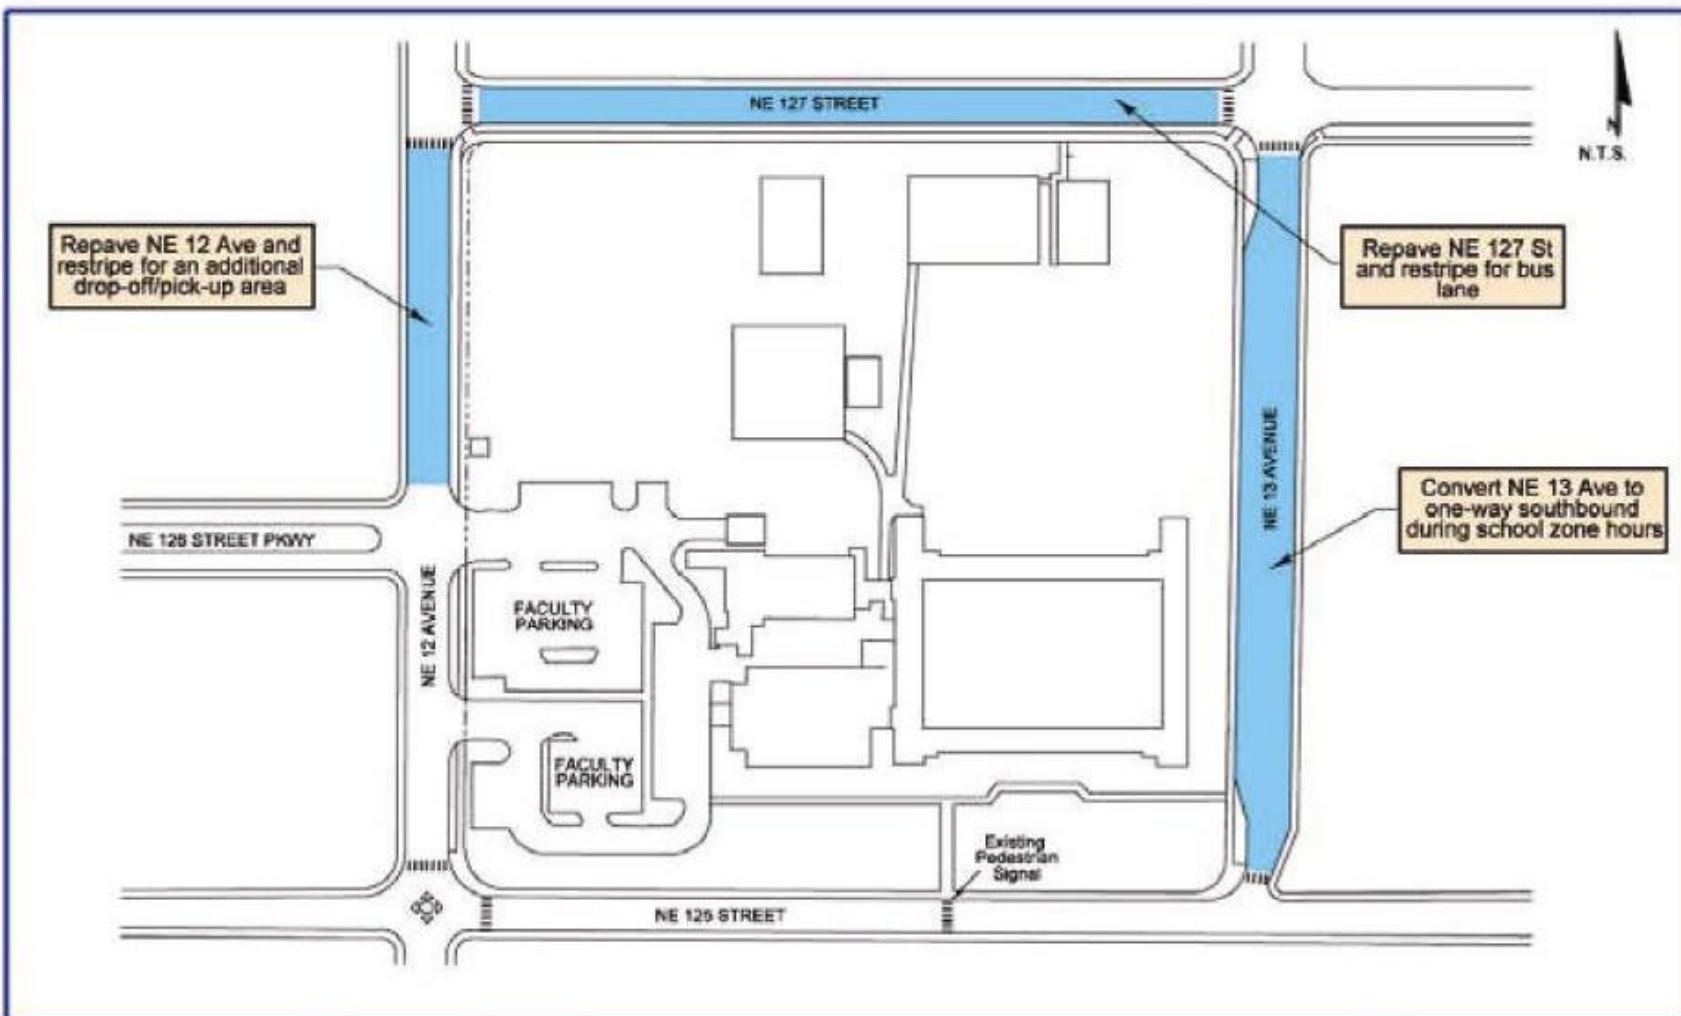 NE 127 STREET
N
N.T.S.
Repave NE 12 Ave and
restripe for an additional
drop-off/pick-up area
Repave NE 127 St
and restripe for bus
lane
NE 13 AVENUE
Convert NE 13 Ave to
one-way southbound
during school zone hours
NE 126 STREET PKWY
NE 12 AVENUE
FACULTY
PARKING
FACULTY
PARKING
Existing
Pedestrian
Signal
NE 125 STREET